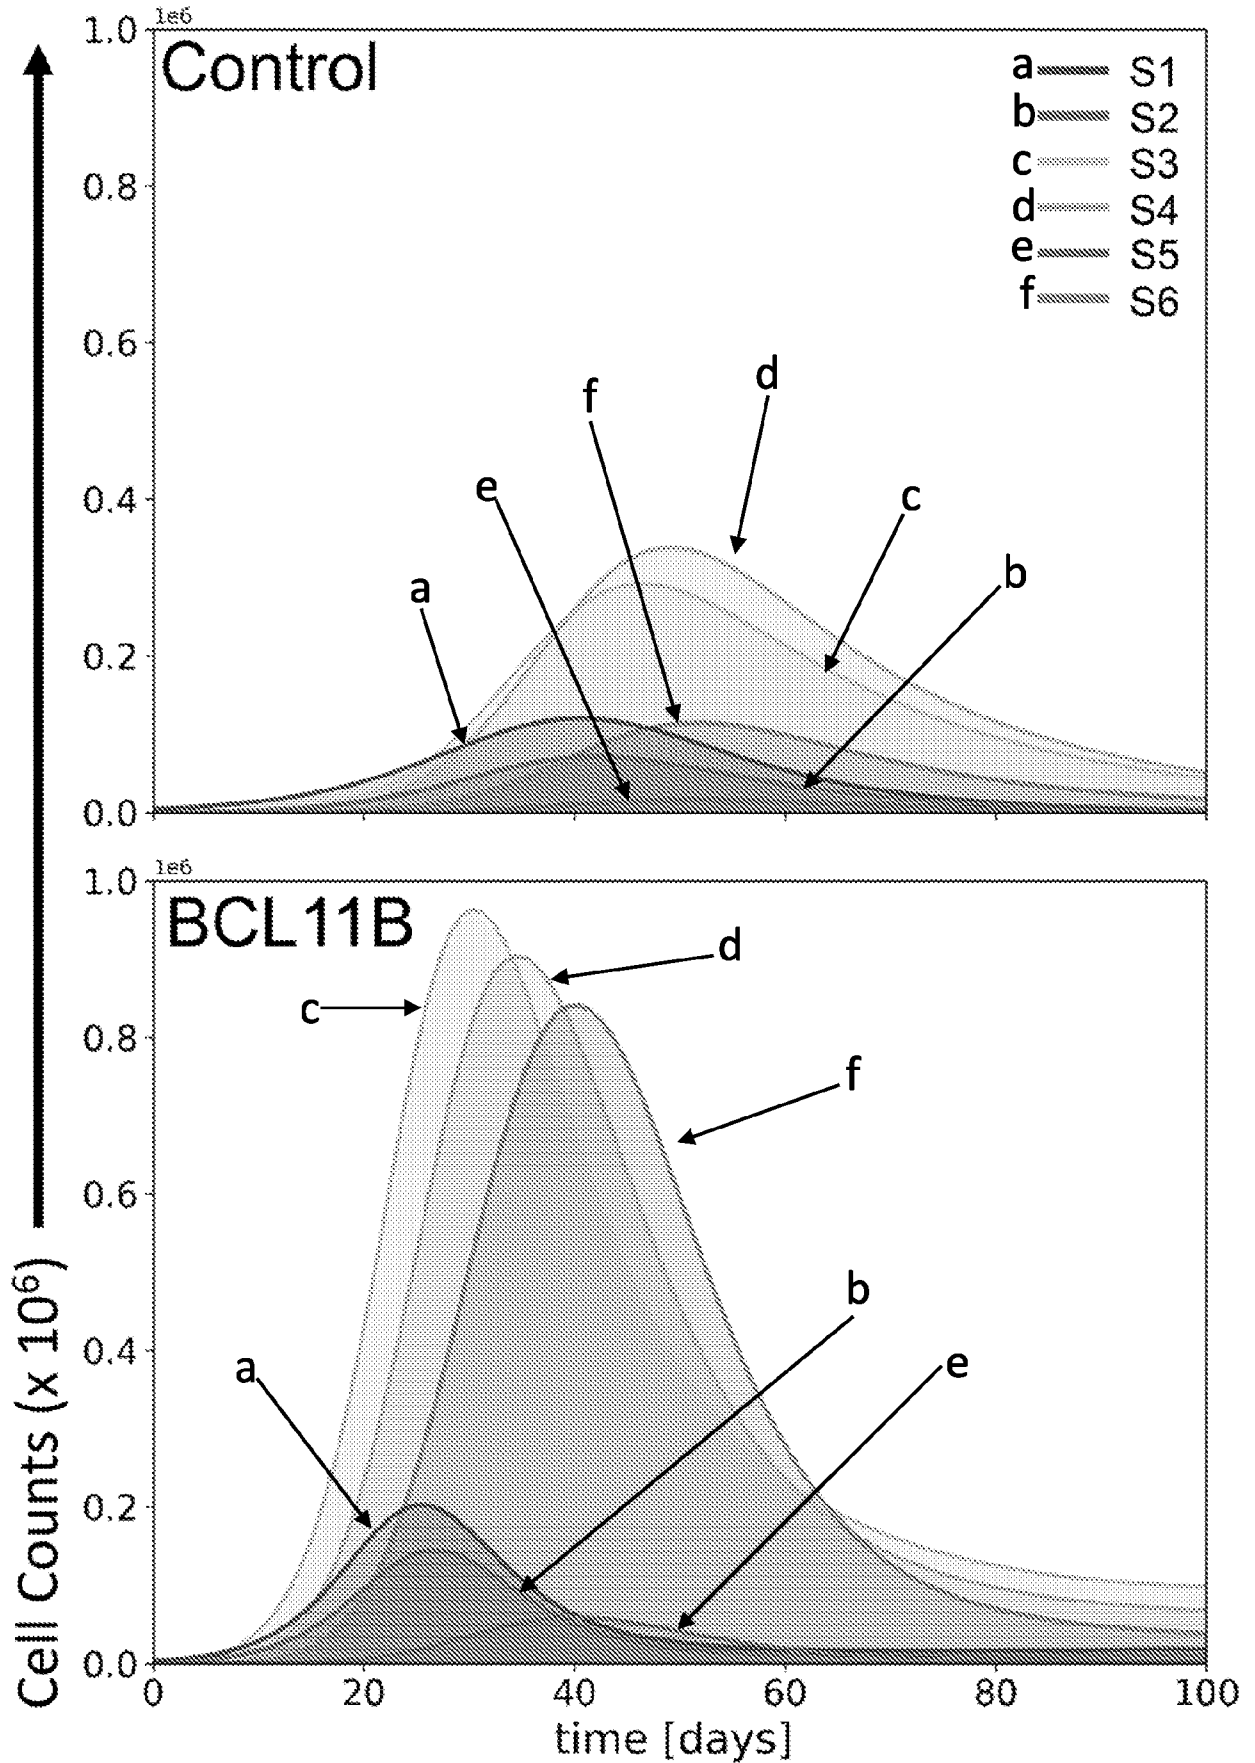 1e6
Control
1.0
0.8
0.6
0.4
0.2
0.0
a S1
b S2
c S3
d S4
e S5
f S6
d
f
e
c
b
a
1e6
BCL11B
1.0
0.8
0.6
0.4
0.2
0.0
d
c
f
b
a
e
0 20 40 60 80 100
time [days]
Cell Counts (x 10⁶)